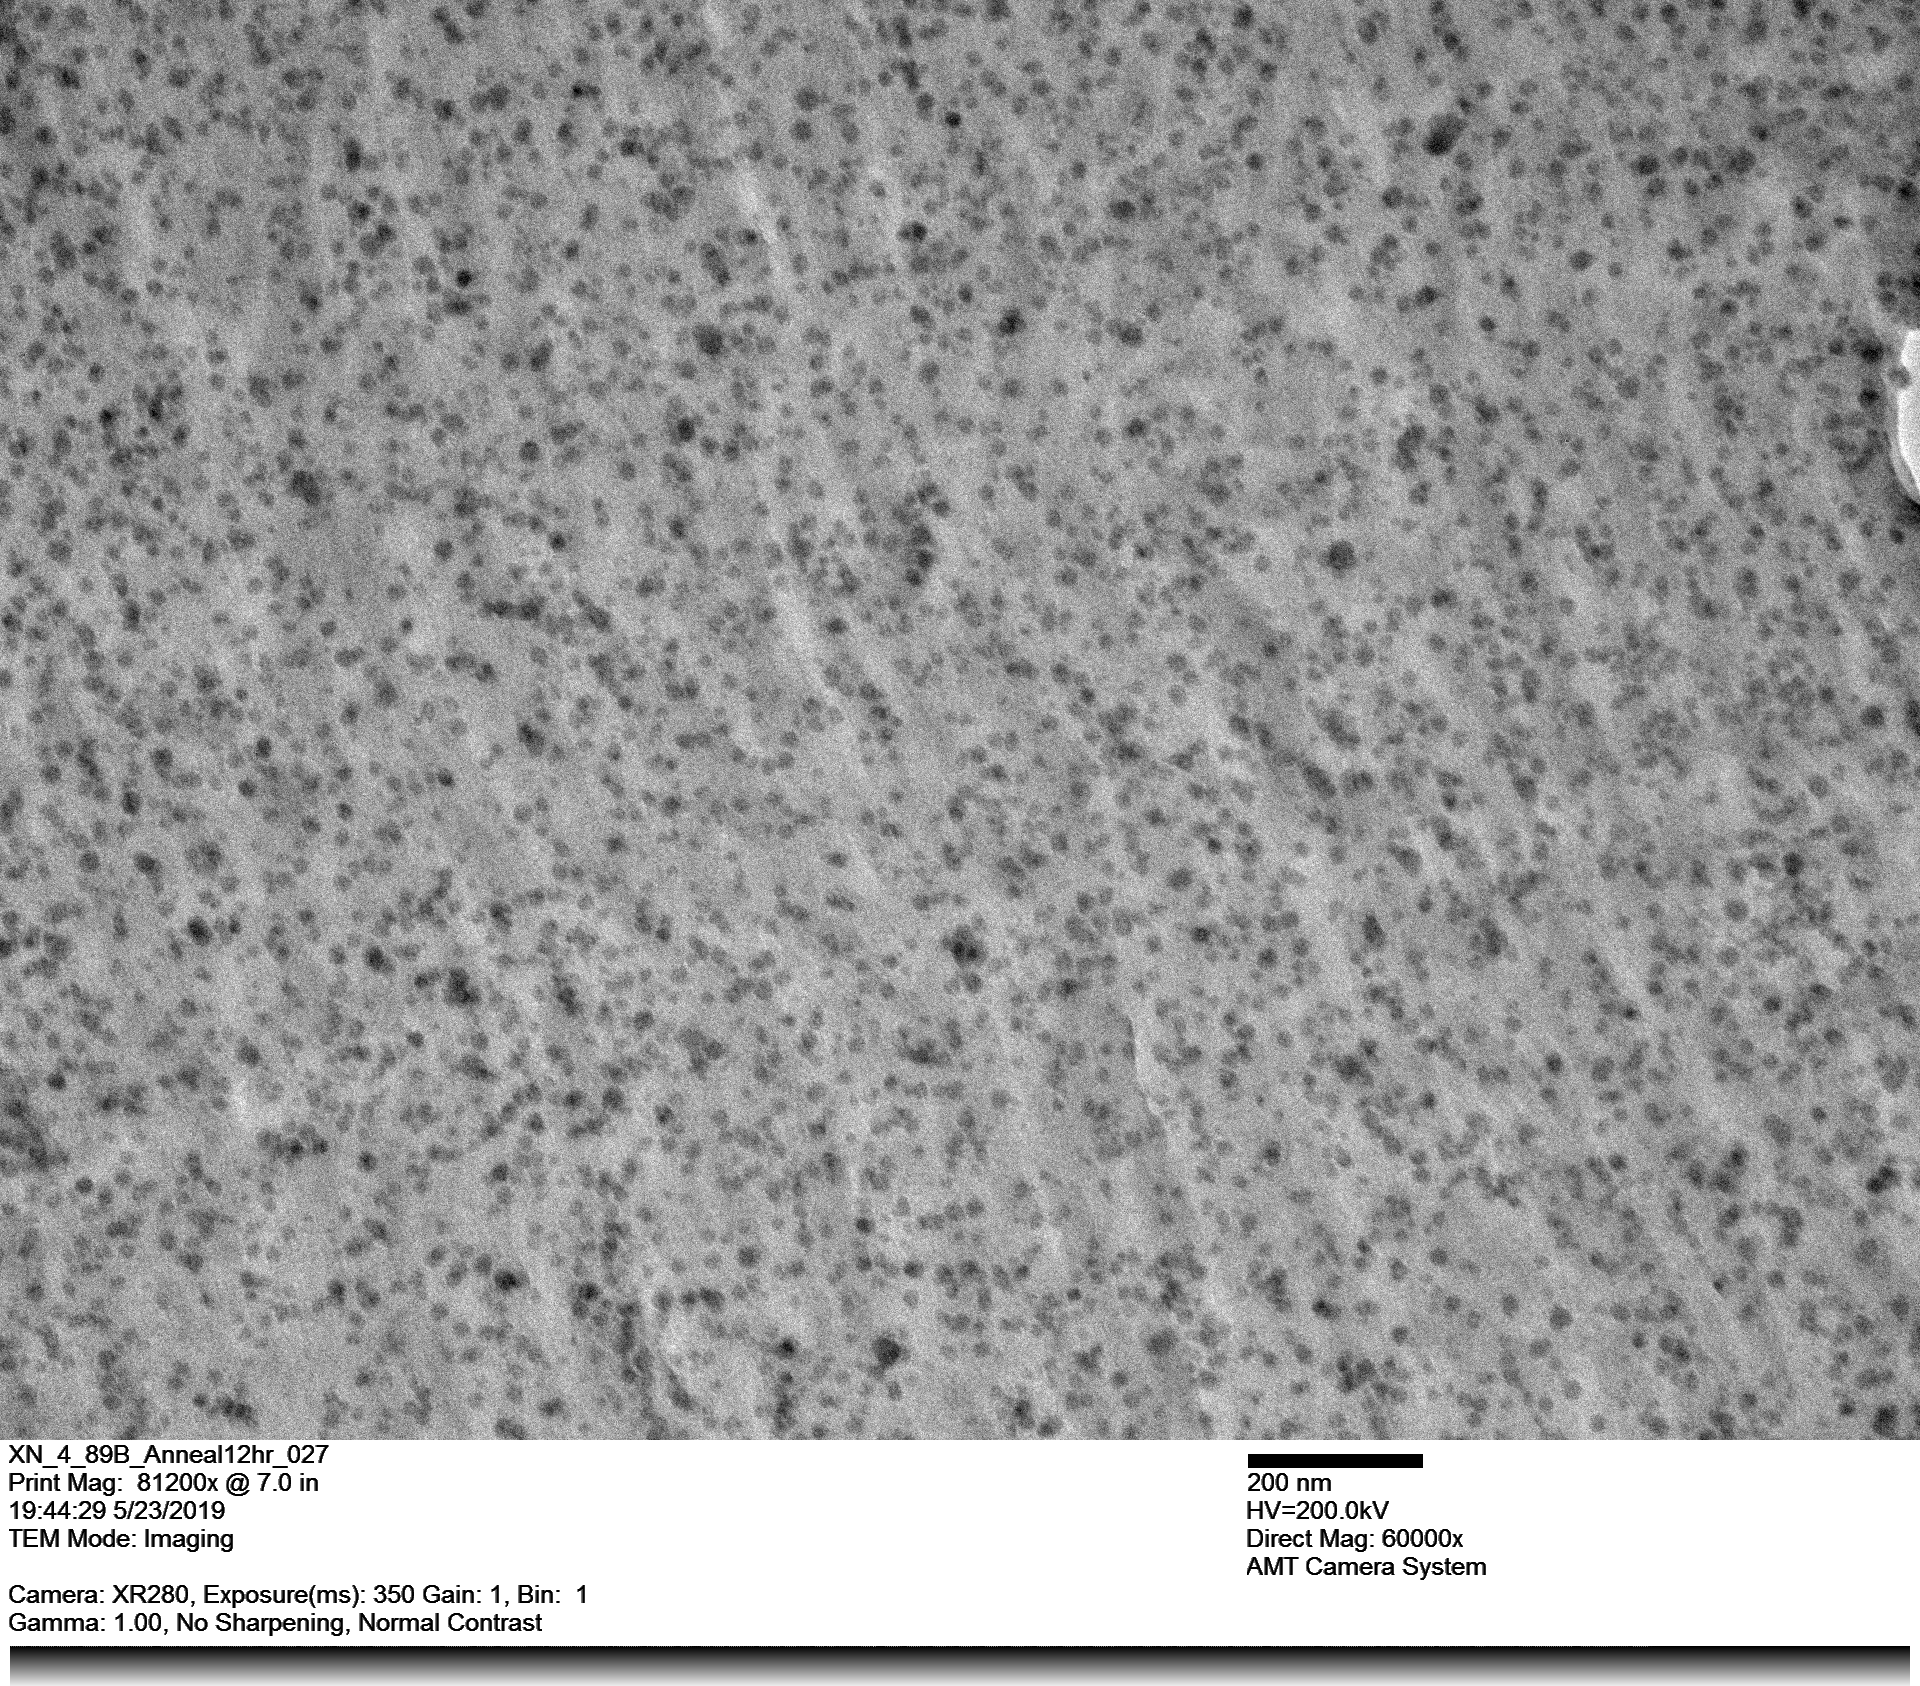 XN_4_89B_Anneal12hr_027
Print Mag: 81200x @ 7.0 in
19:44:29 5/23/2019
TEM Mode: Imaging
Camera: XR280, Exposure(ms): 350 Gain: 1, Bin: 1
Gamma: 1.00, No Sharpening, Normal Contrast
200 nm
HV=200.0kV
Direct Mag: 60000x
AMT Camera System